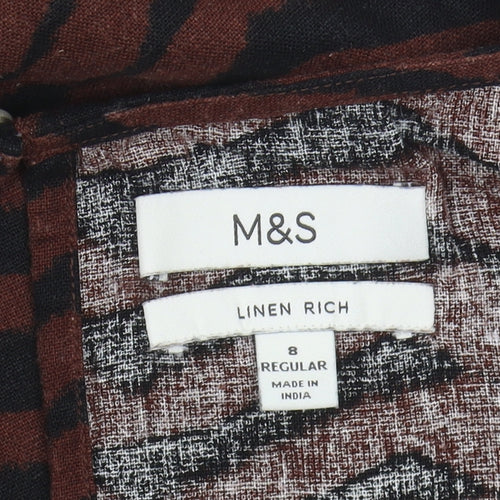 M&S
LINEN RICH
8
REGULAR
MADE IN
INDIA